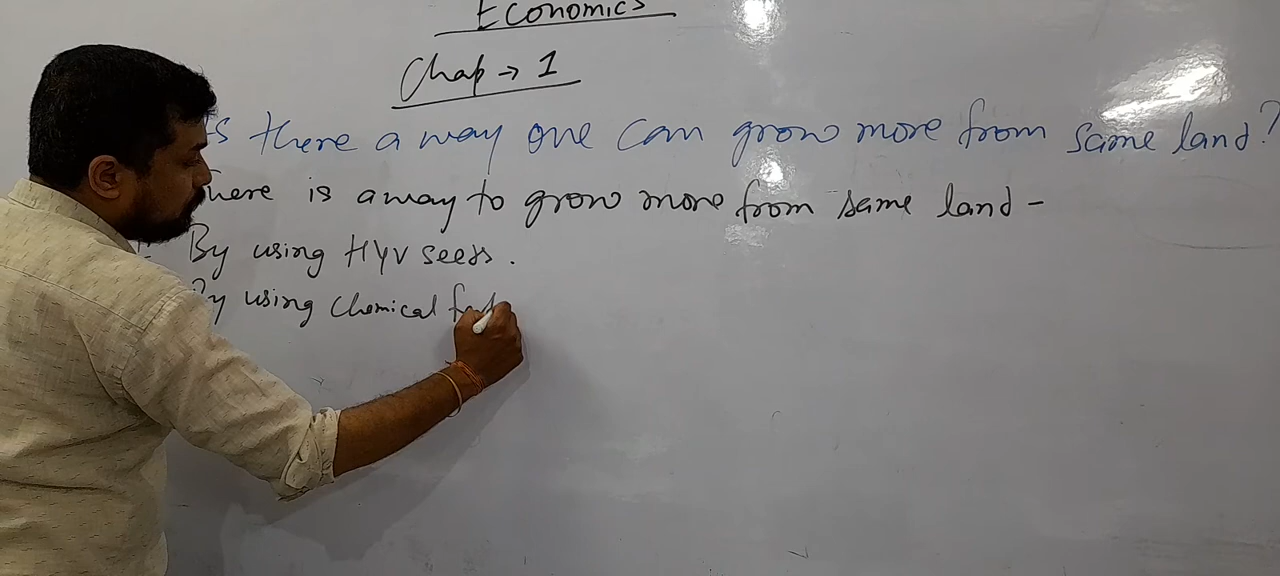 Economics
Chap → 1
there a way one can grow more from same land?
is a way to grow more from same land -
By using HYV seeds.
using Chemical